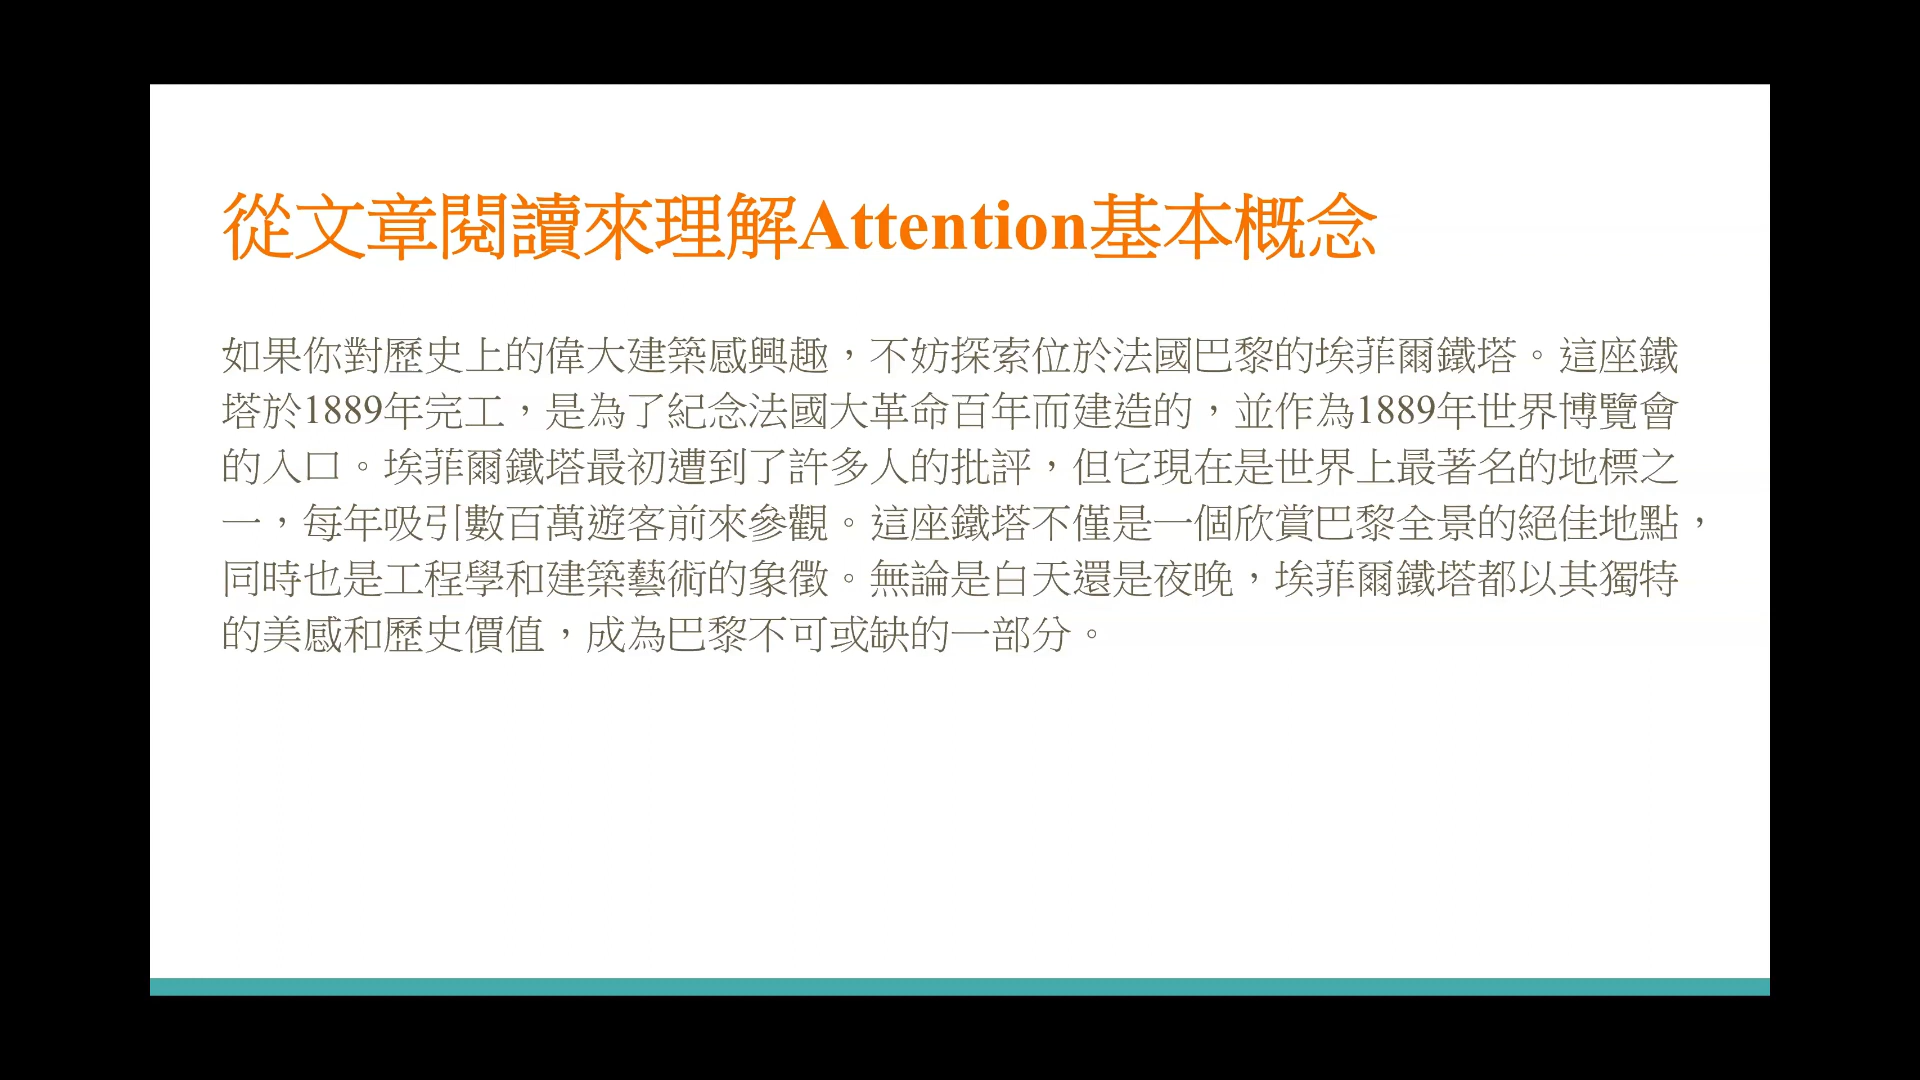 從文章閱讀來理解Attention基本概念
如果你對歷史上的偉大建築感興趣，不妨探索位於法國巴黎的埃菲爾鐵塔。這座鐵
塔於1889年完工，是為了紀念法國大革命百年而建造的，並作為1889年世界博覽會
的入口。埃菲爾鐵塔最初遭到了許多人的批評，但它現在是世界上最著名的地標之
一，每年吸引數百萬遊客前來參觀。這座鐵塔不僅是一個欣賞巴黎全景的絕佳地點，
同時也是工程學和建築藝術的象徵。無論是白天還是夜晚，埃菲爾鐵塔都以其獨特
的美感和歷史價值，成為巴黎不可或缺的一部分。